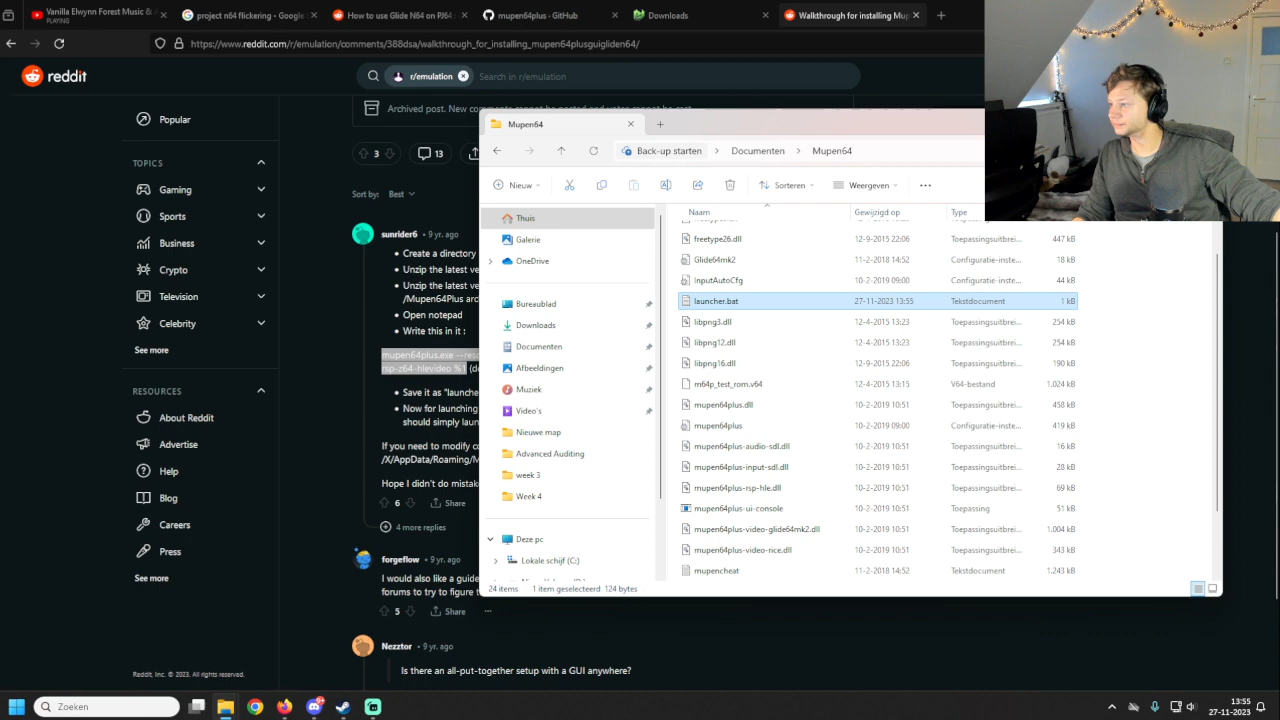 Vanilla Elwynn Forest Music &
PLAYING
project n64 flickering - Google
How to use Glide N64 on PJ64
mupen64plus · GitHub
Downloads
Walkthrough for installing Mup
https://www.reddit.com/r/emulation/comments/388dsa/walkthrough_for_installing_mupen64plusguigliden64/
reddit
r/emulation
Search in r/emulation
Popular
TOPICS
Gaming
Sports
Business
Crypto
Television
Celebrity
See more
RESOURCES
About Reddit
Advertise
Help
Blog
Careers
Press
See more
Reddit, Inc. © 2023. All rights reserved.
Archived post. New comments cannot be posted and votes cannot be cast.
3
13
Sort by: Best
sunrider6 · 9 yr. ago
• Create a directory
• Unzip the latest ve
• Unzip the latest ve
/Mupen64Plus arc
• Open notepad
• Write this in it :
mupen64plus.exe --reso
rsp-z64-hlevideo %1 (do
• Save it as "launche
• Now for launching
should simply laun
If you need to modify co
/X/AppData/Roaming/M
Hope I didn't do mistake
6
Share
4 more replies
forgeflow · 9 yr. ago
I would also like a guide
forums to try to figure t
5
Share
...
Nezztor · 9 yr. ago
Is there an all-put-together setup with a GUI anywhere?
Mupen64
Back-up starten
Documenten
Mupen64
Nieuw
Sorteren
Weergeven
Thuis
Galerie
OneDrive
Bureaublad
Downloads
Documenten
Afbeeldingen
Muziek
Video's
Nieuwe map
Advanced Auditing
week 3
Week 4
Deze pc
Lokale schijf (C:)
Naam Gewijzigd op Type
freetype26.dll 12-9-2015 22:06 Toepassingsuitbrei... 447 kB
Glide64mk2 11-2-2018 14:52 Configuratie-inste... 18 kB
InputAutoCfg 10-2-2019 09:00 Configuratie-inste... 44 kB
launcher.bat 27-11-2023 13:55 Tekstdocument 1 kB
libpng3.dll 12-4-2015 13:23 Toepassingsuitbrei... 254 kB
libpng12.dll 12-4-2015 13:23 Toepassingsuitbrei... 254 kB
libpng16.dll 12-9-2015 22:06 Toepassingsuitbrei... 190 kB
m64p_test_rom.v64 12-4-2015 13:15 V64-bestand 1.024 kB
mupen64plus.dll 10-2-2019 10:51 Toepassingsuitbrei... 458 kB
mupen64plus 10-2-2019 09:00 Configuratie-inste... 419 kB
mupen64plus-audio-sdl.dll 10-2-2019 10:51 Toepassingsuitbrei... 16 kB
mupen64plus-input-sdl.dll 10-2-2019 10:51 Toepassingsuitbrei... 28 kB
mupen64plus-rsp-hle.dll 10-2-2019 10:51 Toepassingsuitbrei... 69 kB
mupen64plus-ui-console 10-2-2019 10:51 Toepassing 51 kB
mupen64plus-video-glide64mk2.dll 10-2-2019 10:51 Toepassingsuitbrei... 1.004 kB
mupen64plus-video-rice.dll 10-2-2019 10:51 Toepassingsuitbrei... 343 kB
mupencheat 11-2-2018 14:52 Tekstdocument 1.243 kB
24 items 1 item geselecteerd 124 bytes
Zoeken
13:55
27-11-2023